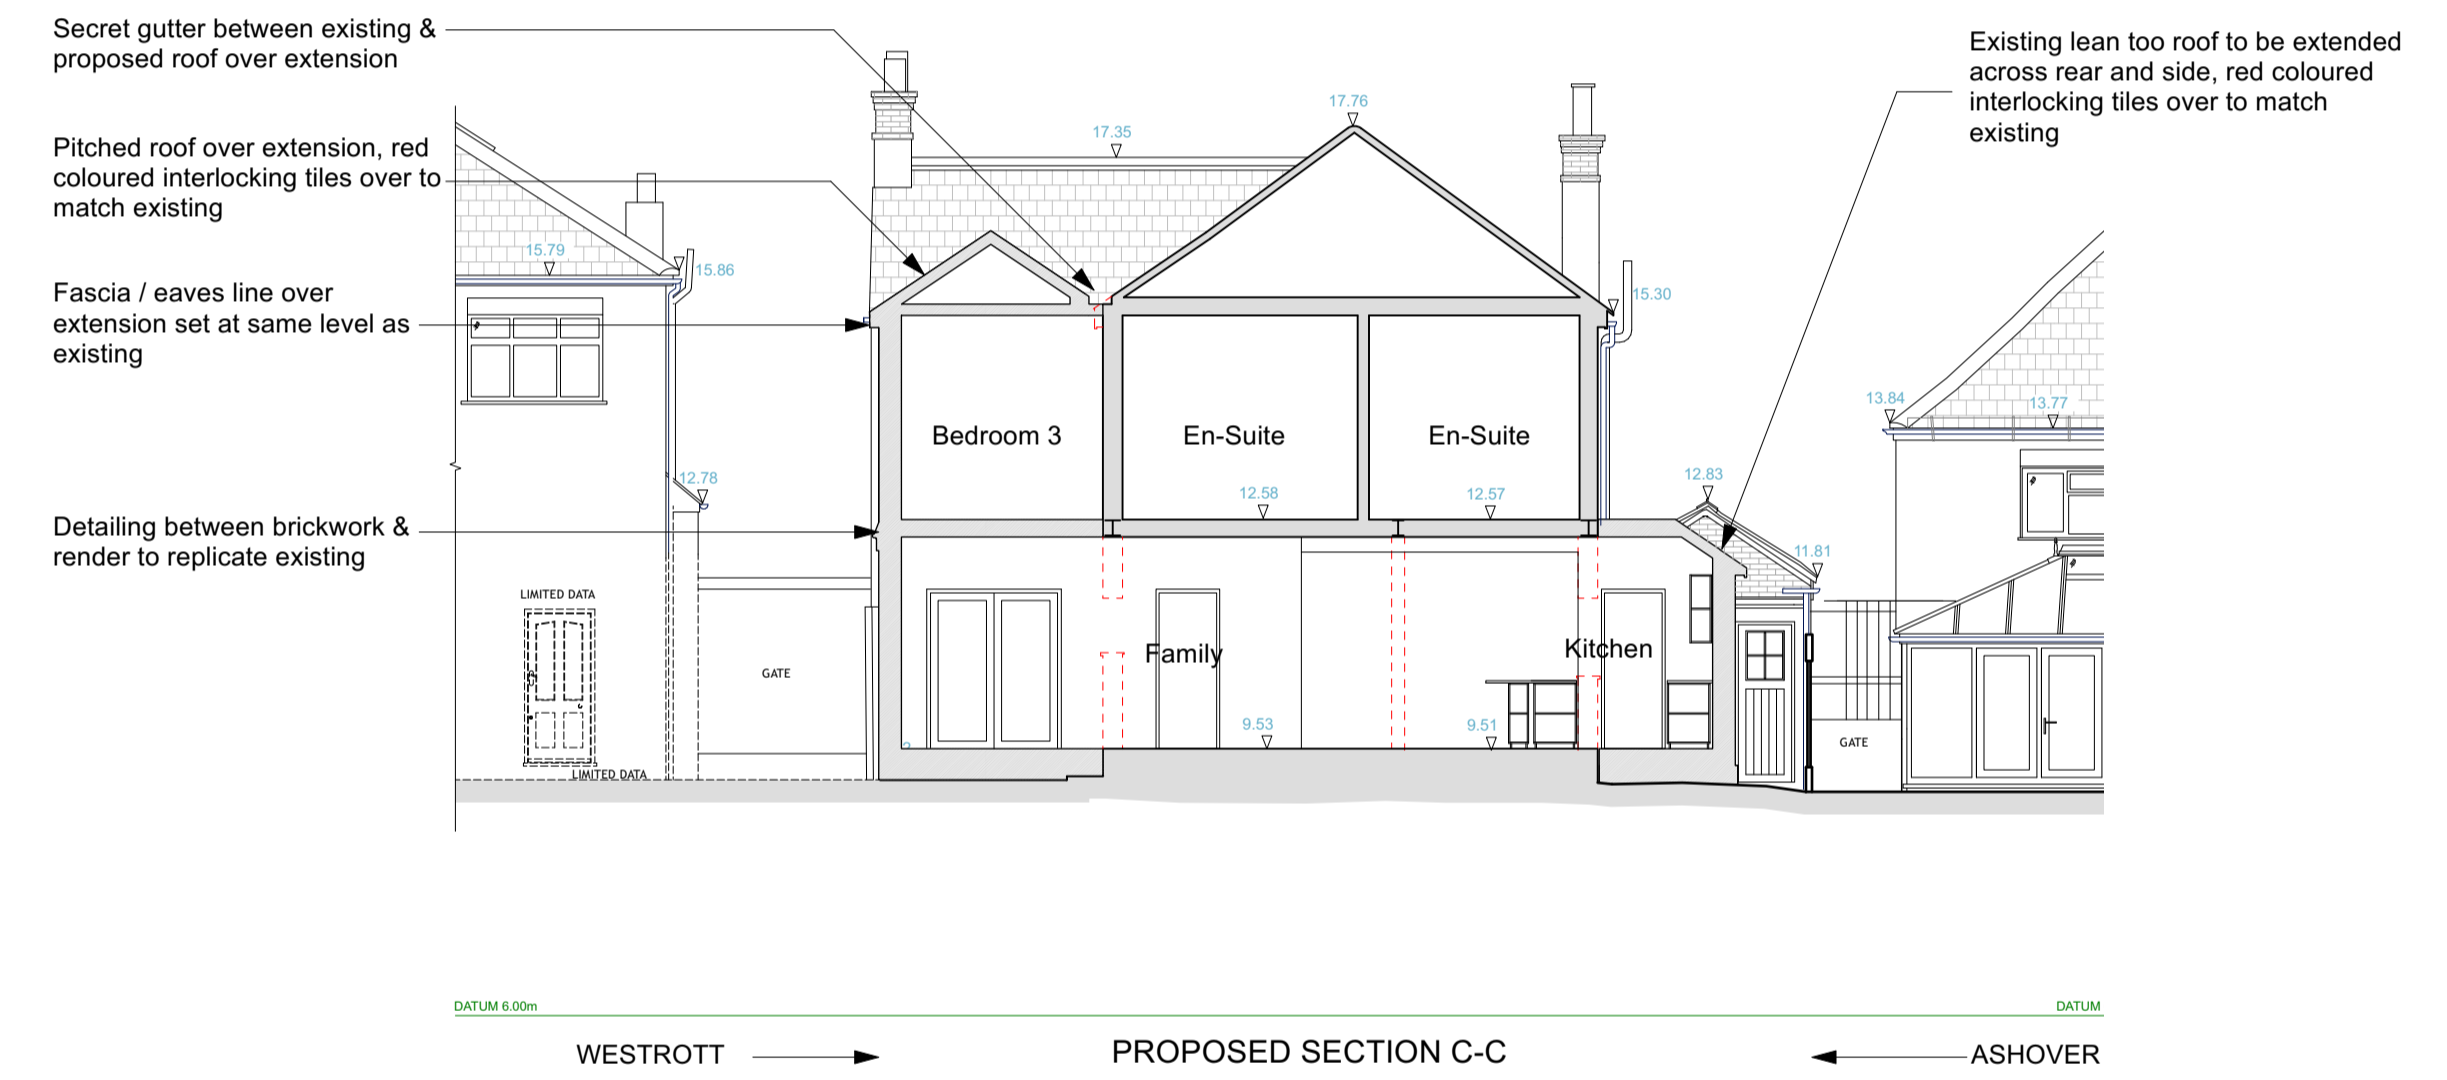 Secret gutter between existing &
proposed roof over extension
Existing lean too roof to be extended
across rear and side, red coloured
interlocking tiles over to match
existing
17.76
17.35
Pitched roof over extension, red
coloured interlocking tiles over to
match existing
15.79
15.86
Fascia / eaves line over
extension set at same level as
existing
15.30
13.84
13.77
Bedroom 3
En-Suite
En-Suite
12.78
12.58
12.57
12.83
Detailing between brickwork &
render to replicate existing
11.81
LIMITED DATA
GATE
Family
Kitchen
9.53
9.51
GATE
LIMITED DATA
DATUM 6.00m
DATUM
WESTROTT
PROPOSED SECTION C-C
ASHOVER